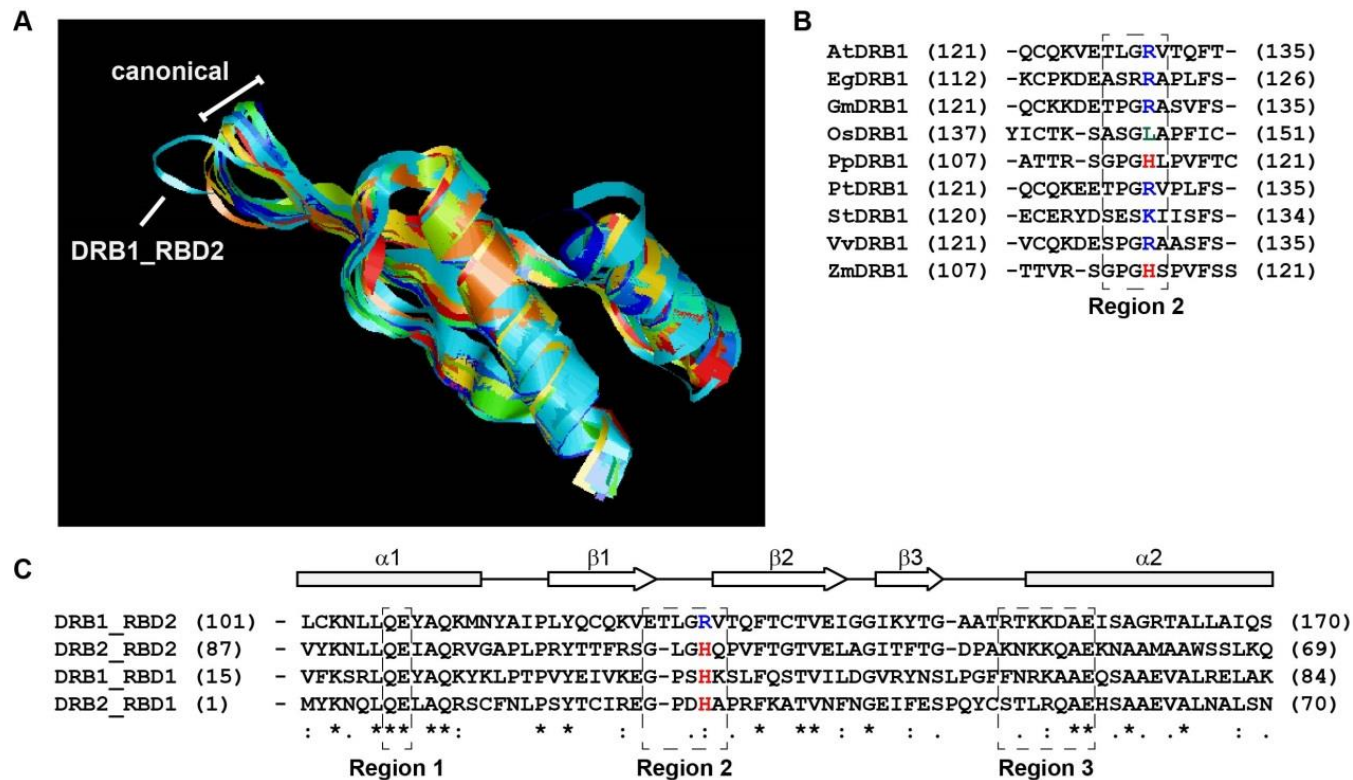 A
canonical
DRB1_RBD2
B
AtDRB1 (121) -QCQKVETLGRVTQFT- (135)
EgDRB1 (112) -KCPKDEASRRAPLFS- (126)
GmDRB1 (121) -QCKKDETPGRASVFS- (135)
OsDRB1 (137) YICTK-SASGLAPFIC- (151)
PpDRB1 (107) -ATTR-SGPGHLPVFTC (121)
PtDRB1 (121) -QCQKEETPGRVPLFS- (135)
StDRB1 (120) -ECERYDSESKIISFS- (134)
VvDRB1 (121) -VCQKDESPGRAASFS- (135)
ZmDRB1 (107) -TTVR-SGPGHSPVFSS (121)
Region 2
C
α1 β1 β2 β3 α2
DRB1_RBD2 (101) - LCKNLLQEYAQKMNYAIPLYQCQKVETLGRVTQFTCTVEIGGIKYTG-AATRTKKDAEISAGRTALLAIQS (170)
DRB2_RBD2 (87) - VYKNLLQEIAQRVGAPLPRYTTFRSG-LGHQPVFTGTVELAGITFTG-DPAKNKKQAEKNAAMAAWSSLKQ (69)
DRB1_RBD1 (15) - VFKSRLQEYAQKYKLPTPVYEIVKEG-PSHKSLFQSTVILDGVRYNSLPGFFNRKAAEQSAAEVALRELAK (84)
DRB2_RBD1 (1) - MYKNQLQELAQRSCFNLPSYTCIREG-PDHAPRFKATVNFNGEIFESPQYCSTLRQAEHSAAEVALNALSN (70)
: * *** **: * * : .: . * ** : * : . . : ** .* * : .
Region 1 Region 2 Region 3